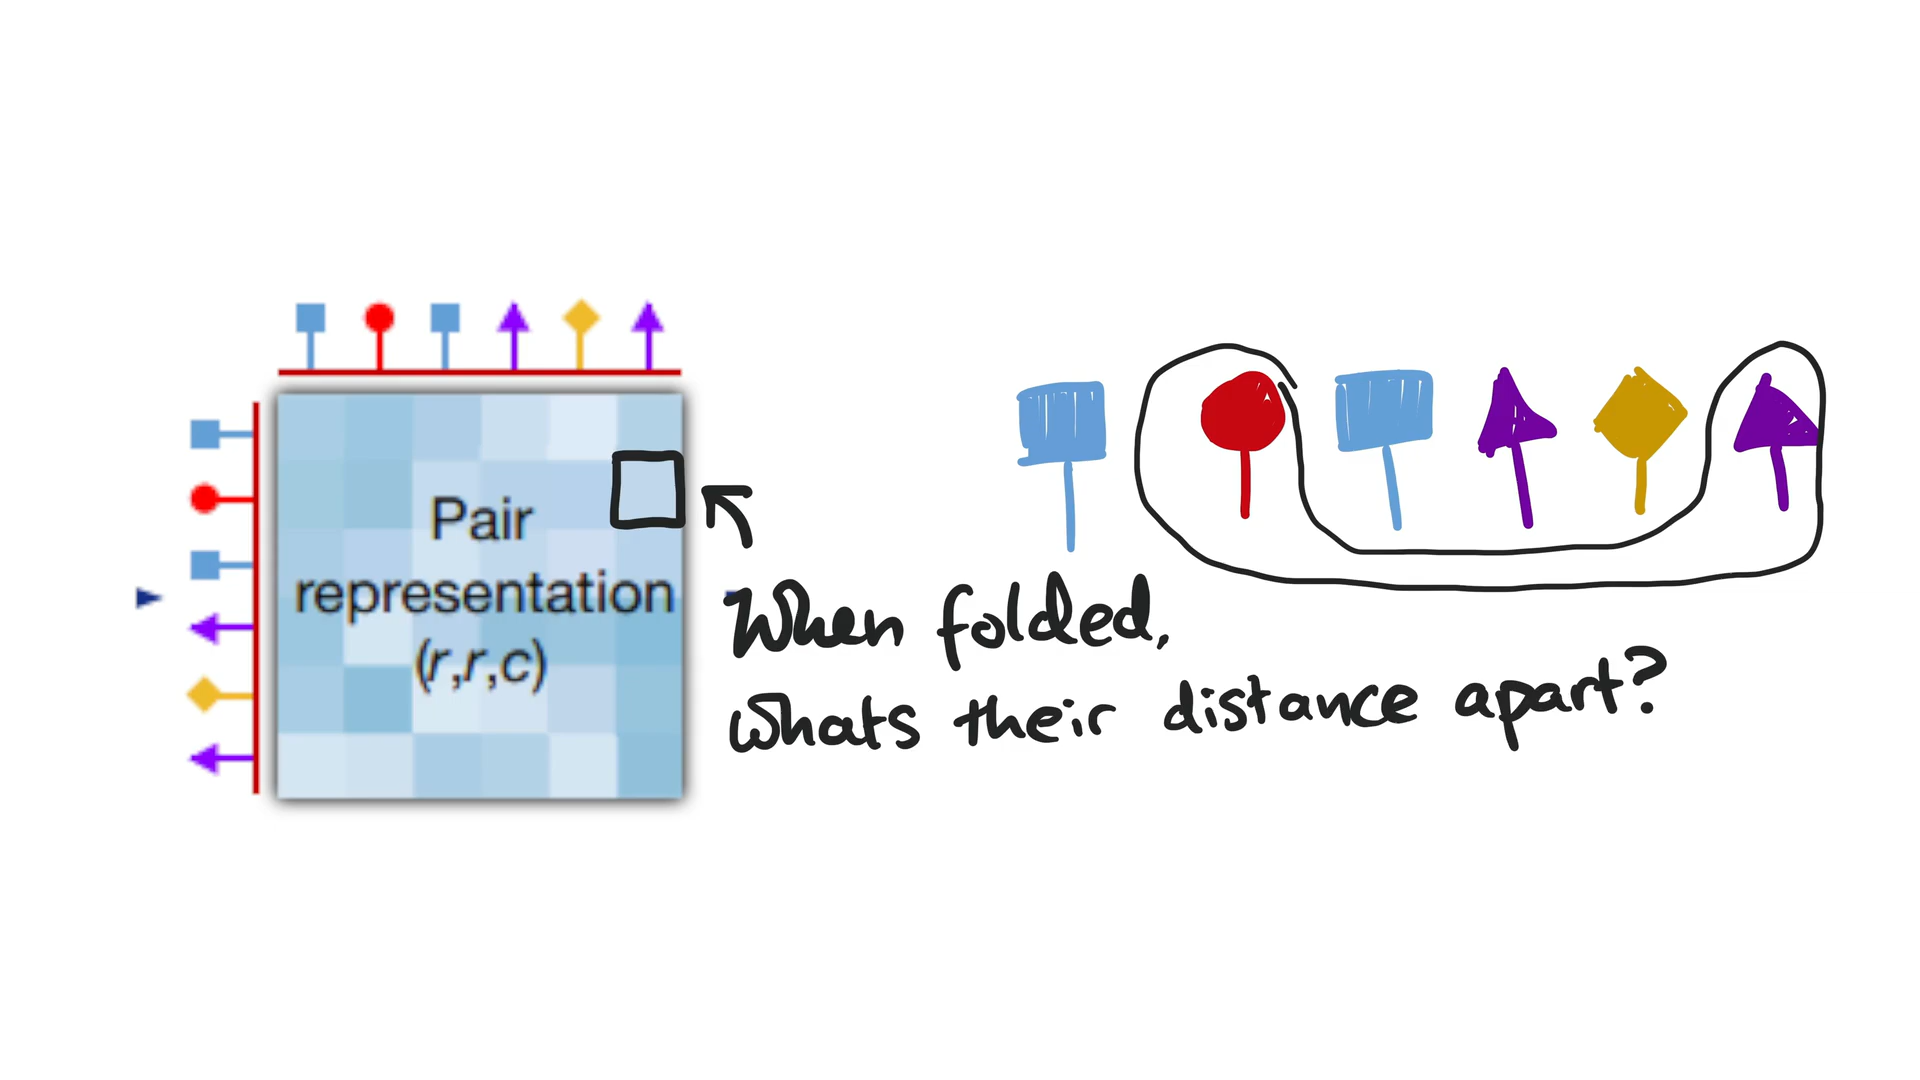 Pair
representation
(r,r,c)
When folded,
whats their distance apart?